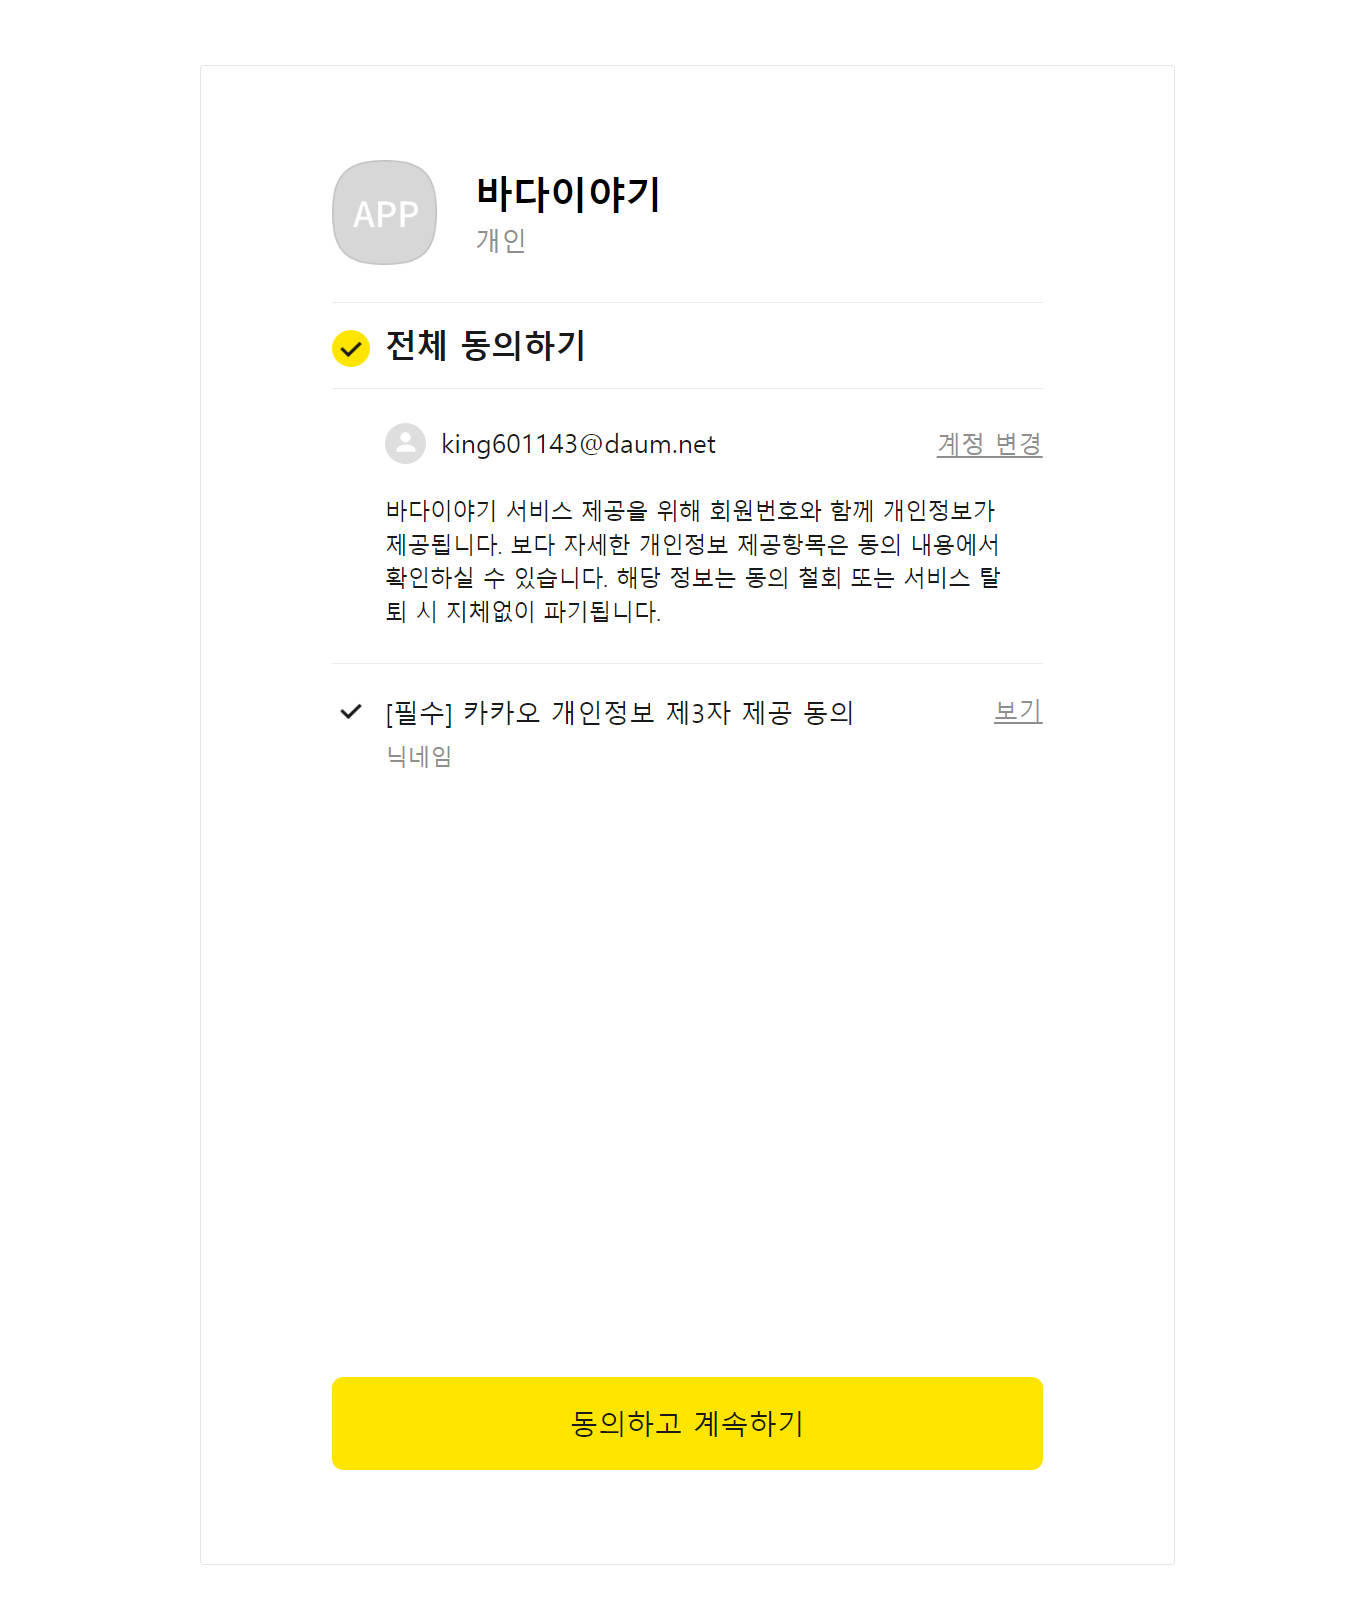 APP
바다이야기
개인
전체 동의하기
king601143@daum.net
계정 변경
바다이야기 서비스 제공을 위해 회원번호와 함께 개인정보가
제공됩니다. 보다 자세한 개인정보 제공항목은 동의 내용에서
확인하실 수 있습니다. 해당 정보는 동의 철회 또는 서비스 탈
퇴 시 지체없이 파기됩니다.
[필수] 카카오 개인정보 제3자 제공 동의
보기
닉네임
동의하고 계속하기